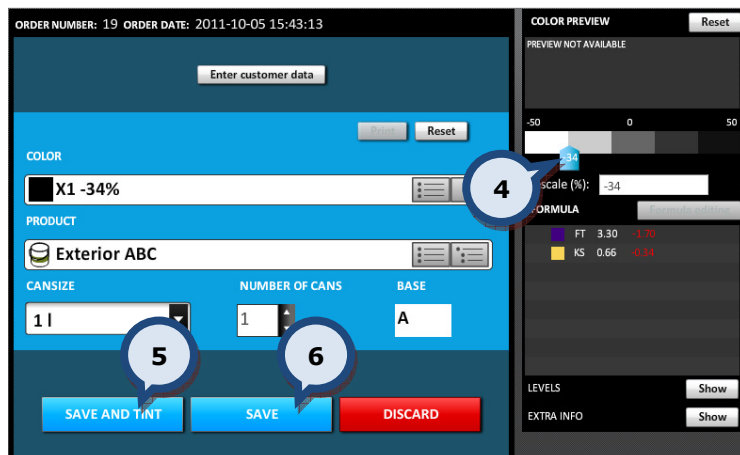 ORDER NUMBER: 19 ORDER DATE: 2011-10-05 15:43:13
Enter customer data
Print Reset
COLOR
X1 -34%
PRODUCT
Exterior ABC
CANSIZE NUMBER OF CANS BASE
1 l 1 A
5 6
SAVE AND TINT SAVE DISCARD
COLOR PREVIEW Reset
PREVIEW NOT AVAILABLE
-50 0 50
-34
4
scale (%): -34
FORMULA Formula editing
FT 3.30 -1.70
KS 0.66 -0.34
LEVELS Show
EXTRA INFO Show